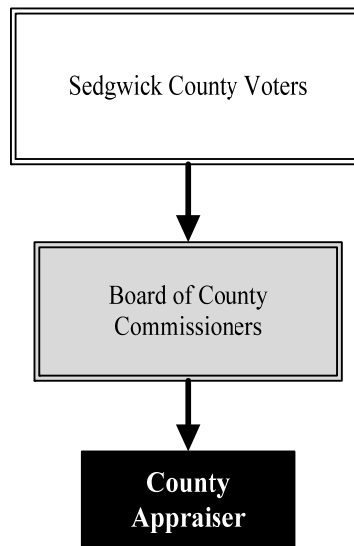 Sedgwick County Voters
Board of County
Commissioners
County
Appraiser